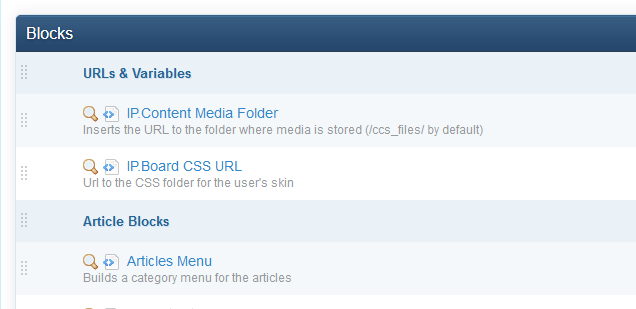 Blocks
URLs & Variables
IP.Content Media Folder
Inserts the URL to the folder where media is stored (/ccs_files/ by default)
IP.Board CSS URL
Url to the CSS folder for the user's skin
Article Blocks
Articles Menu
Builds a category menu for the articles